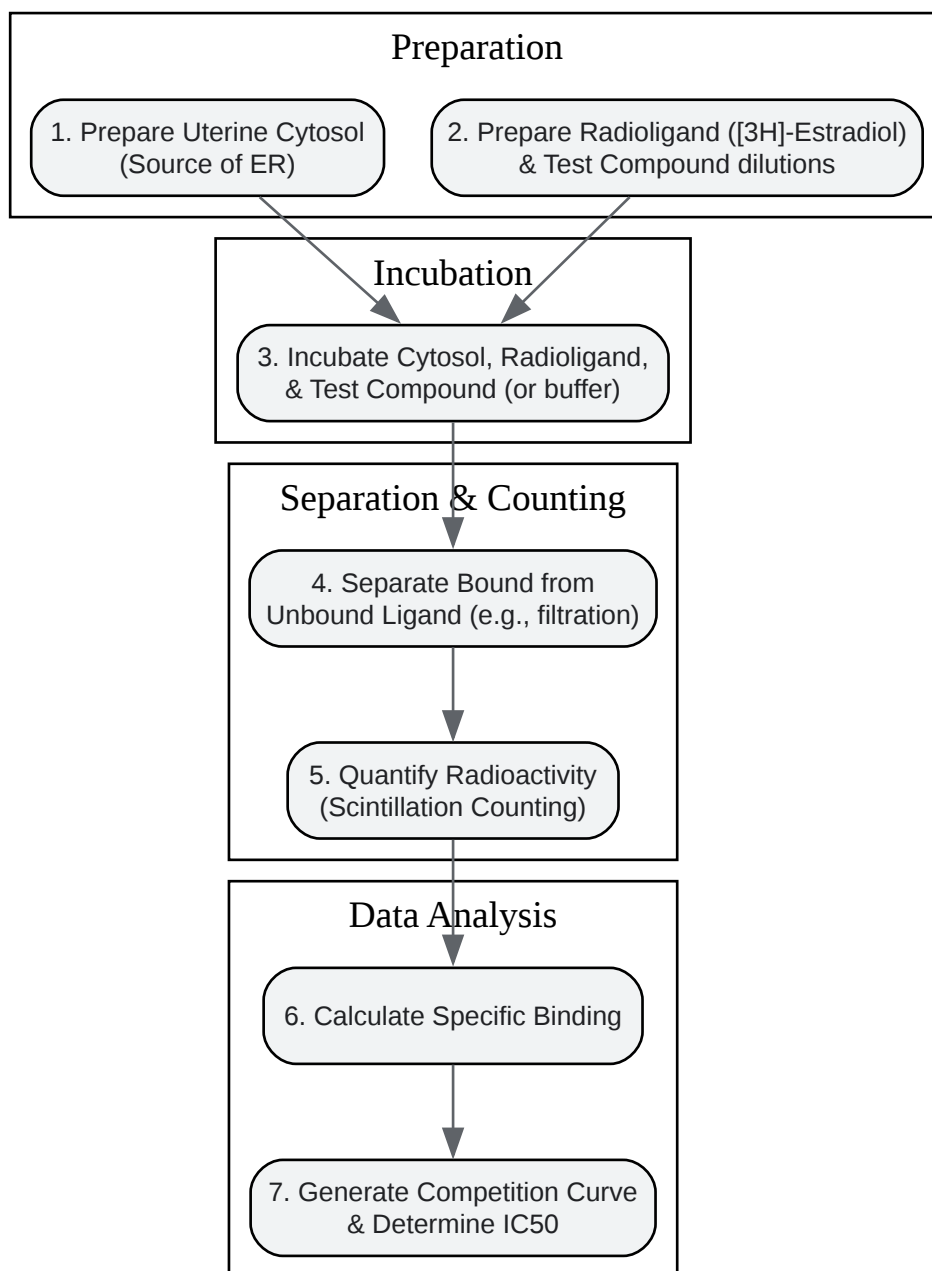 Preparation
1. Prepare Uterine Cytosol
(Source of ER)
2. Prepare Radioligand ([3H]-Estradiol)
& Test Compound dilutions
Incubation
3. Incubate Cytosol, Radioligand,
& Test Compound (or buffer)
Separation & Counting
4. Separate Bound from
Unbound Ligand (e.g., filtration)
5. Quantify Radioactivity
(Scintillation Counting)
Data Analysis
6. Calculate Specific Binding
7. Generate Competition Curve
& Determine IC50